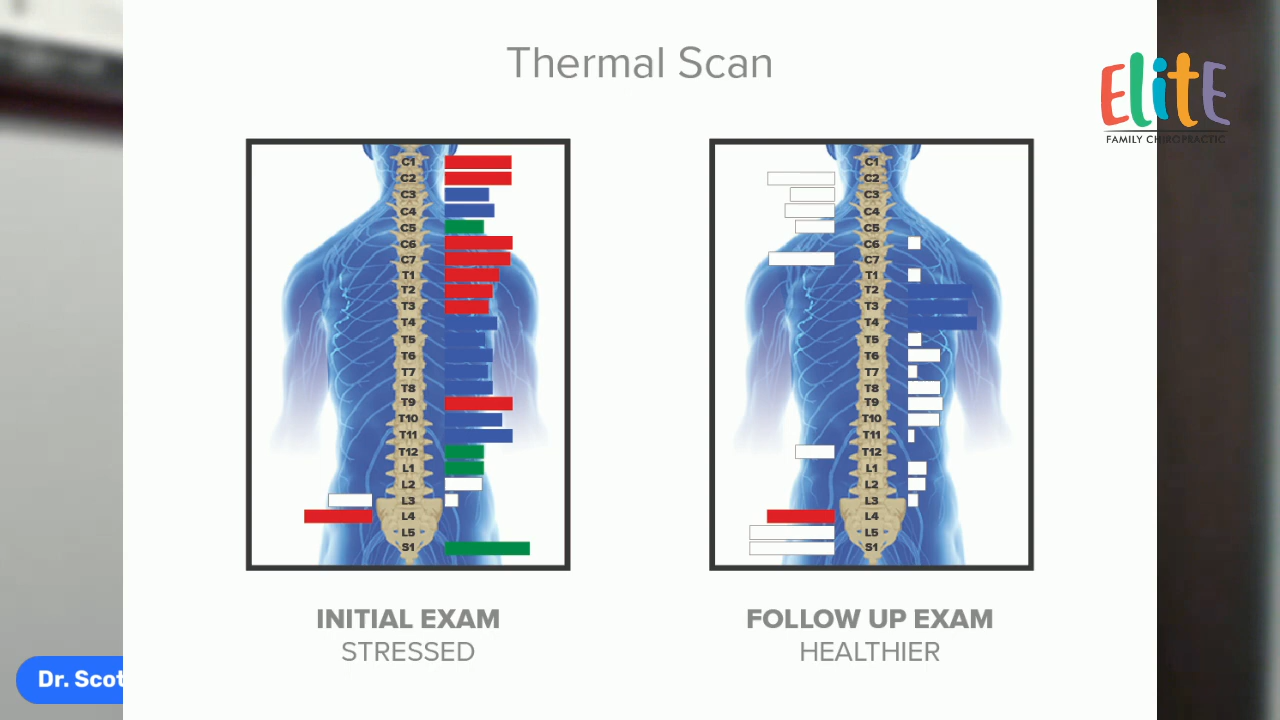 Thermal Scan
ELitE
FAMILY CHIROPRACTIC
C1
C2
C3
C4
C5
C6
C7
T1
T2
T3
T4
T5
T6
T7
T8
T9
T10
T11
T12
L1
L2
L3
L4
L5
S1
C1
C2
C3
C4
C5
C6
C7
T1
T2
T3
T4
T5
T6
T7
T8
T9
T10
T11
T12
L1
L2
L3
L4
L5
S1
INITIAL EXAM
STRESSED
FOLLOW UP EXAM
HEALTHIER
Dr. Scot